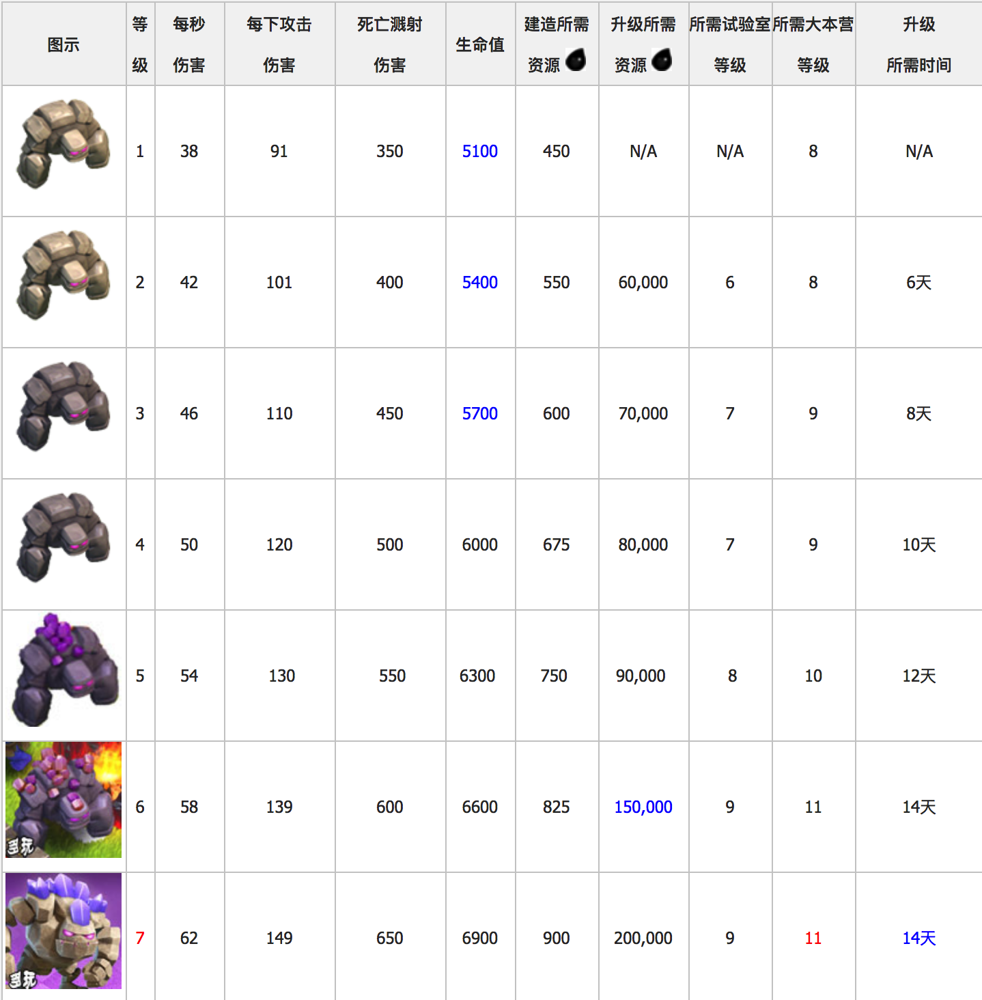 图示 等级 每秒伤害 每下攻击伤害 死亡溅射伤害 生命值 建造所需资源 升级所需资源 所需试验室等级 所需大本营等级 升级所需时间
1 38 91 350 5100 450 N/A N/A 8 N/A
2 42 101 400 5400 550 60,000 6 8 6天
3 46 110 450 5700 600 70,000 7 9 8天
4 50 120 500 6000 675 80,000 7 9 10天
5 54 130 550 6300 750 90,000 8 10 12天
多玩 6 58 139 600 6600 825 150,000 9 11 14天
多玩 7 62 149 650 6900 900 200,000 9 11 14天